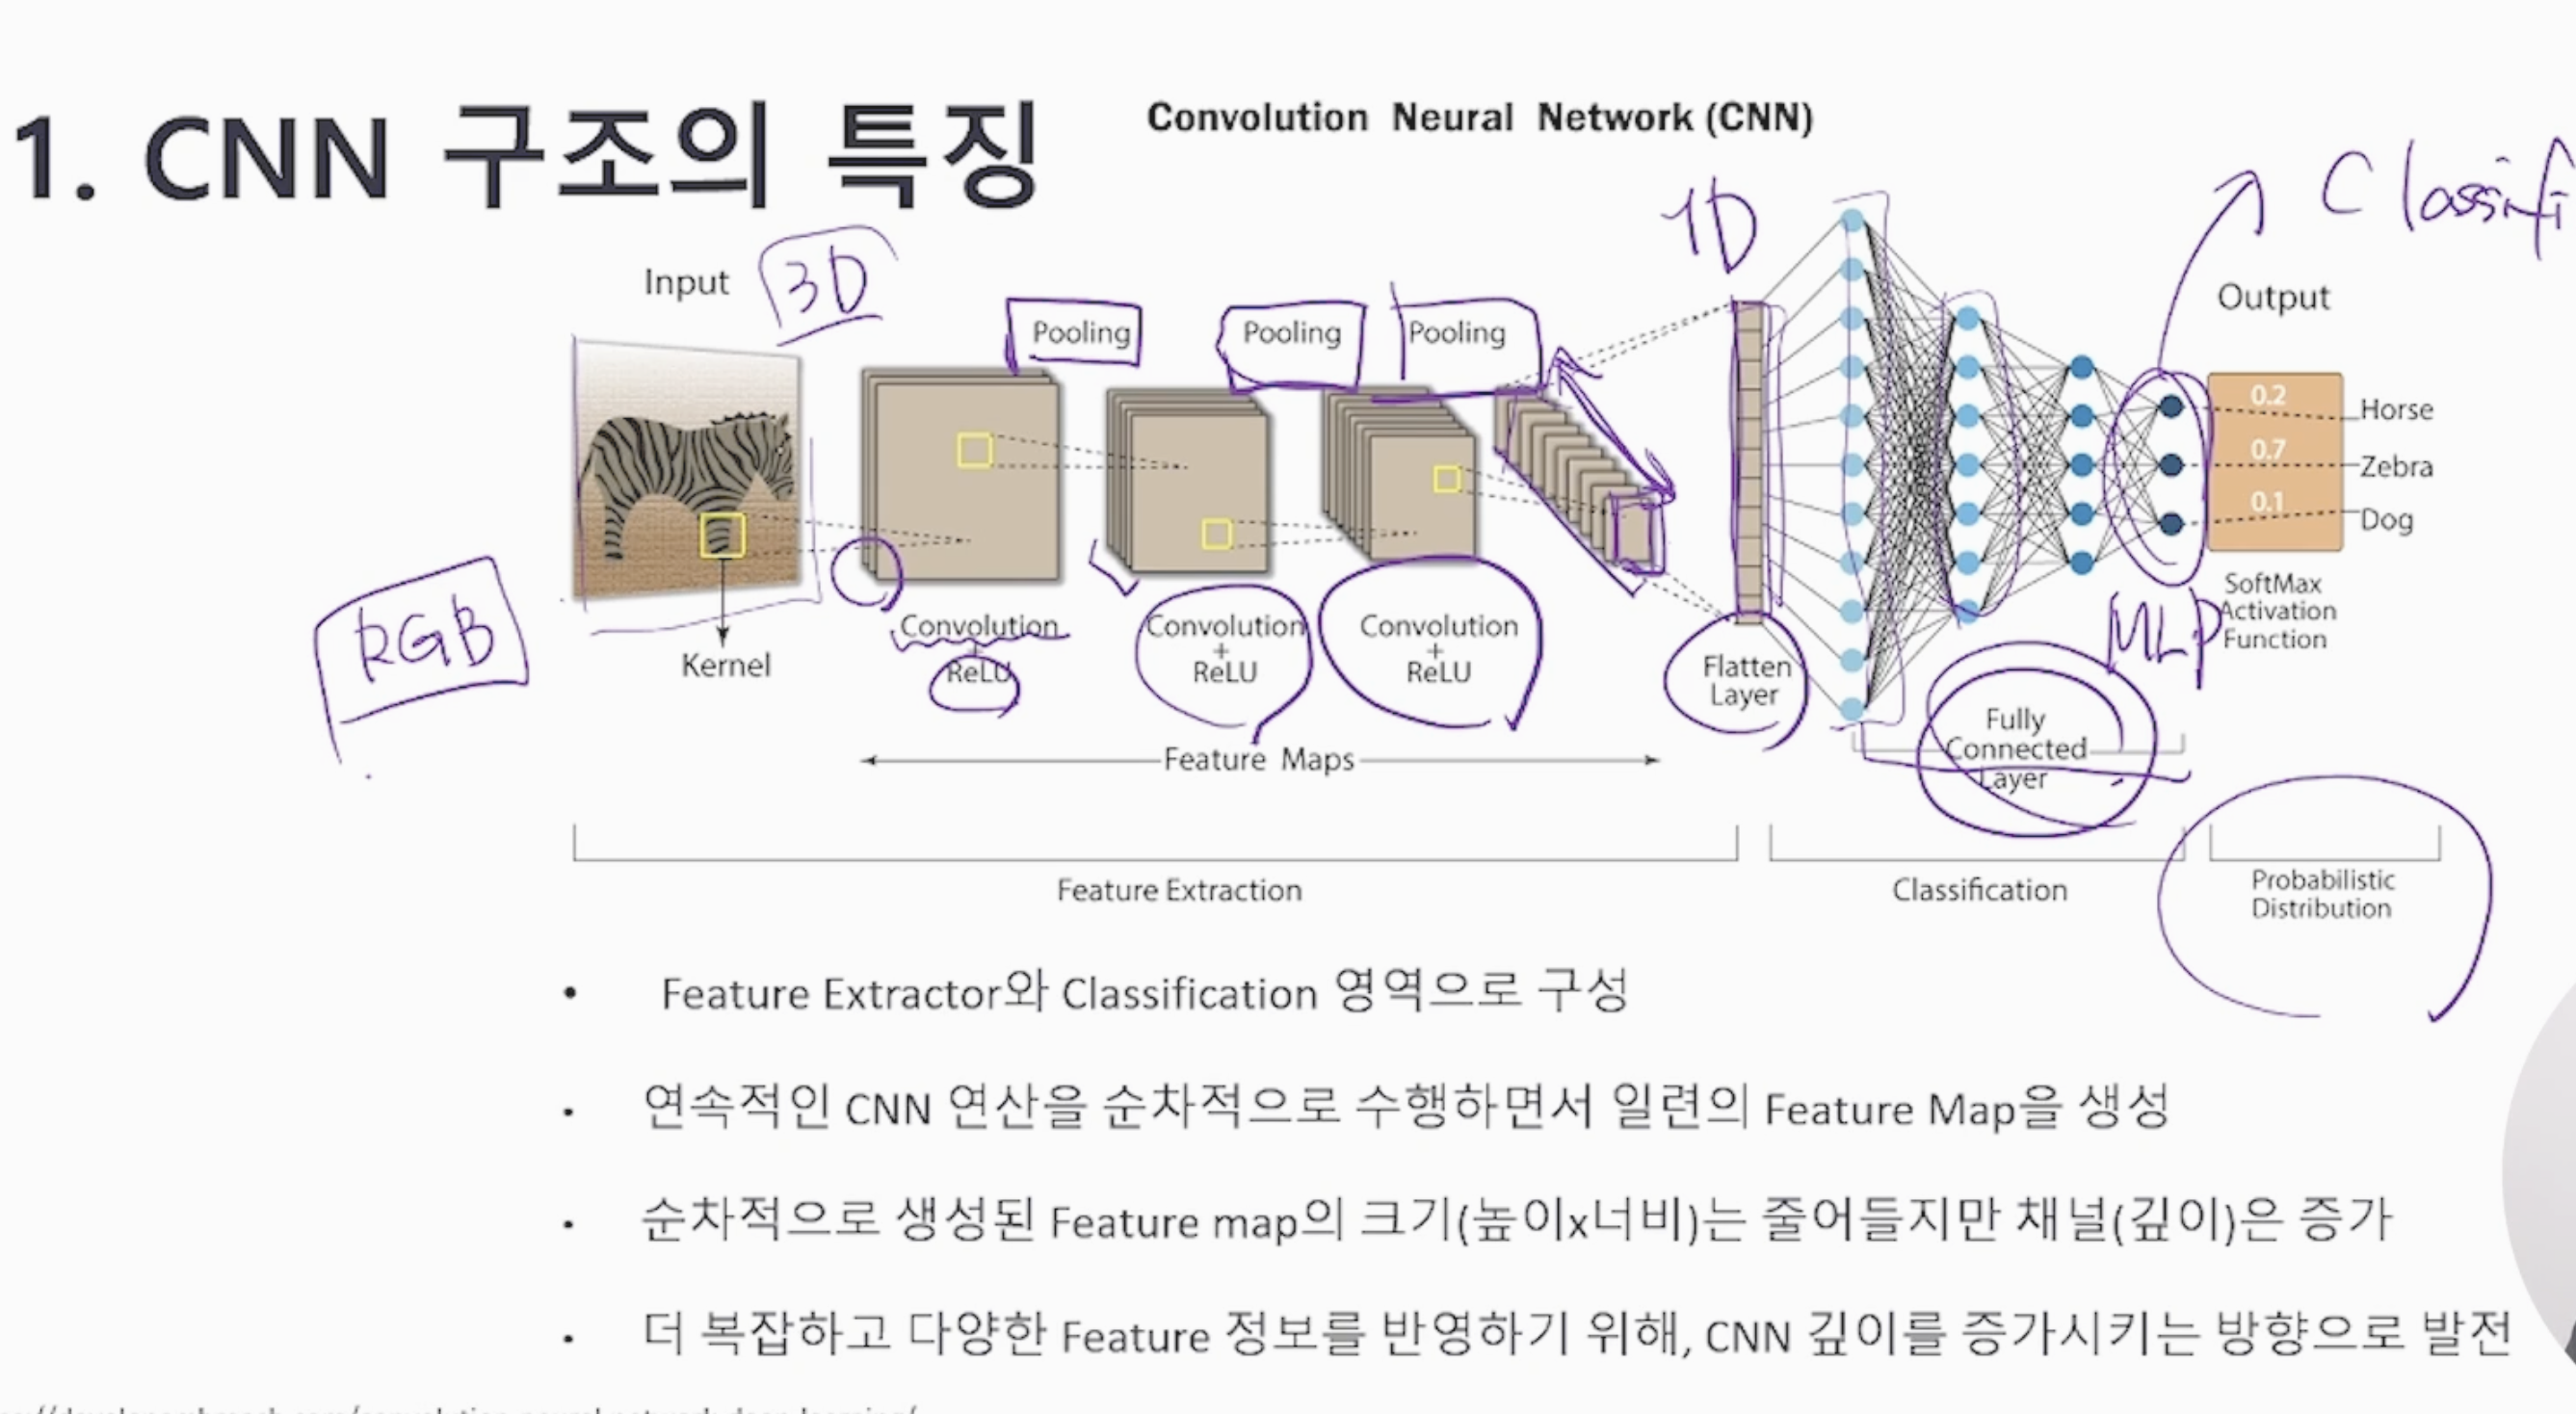 1. CNN 구조의 특징
Convolution Neural Network (CNN)
Classifi
Input
3D
1D
Output
Pooling
Pooling
Pooling
0.2
Horse
0.7
Zebra
0.1
Dog
RGB
Kernel
Convolution
+
ReLU
Convolution
+
ReLU
Convolution
+
ReLU
Flatten
Layer
MLP
SoftMax
Activation
Function
Fully
Connected
Layer
Feature Maps
Feature Extraction
Classification
Probabilistic
Distribution
• Feature Extractor와 Classification 영역으로 구성
• 연속적인 CNN 연산을 순차적으로 수행하면서 일련의 Feature Map을 생성
• 순차적으로 생성된 Feature map의 크기(높이x너비)는 줄어들지만 채널(깊이)은 증가
• 더 복잡하고 다양한 Feature 정보를 반영하기 위해, CNN 깊이를 증가시키는 방향으로 발전